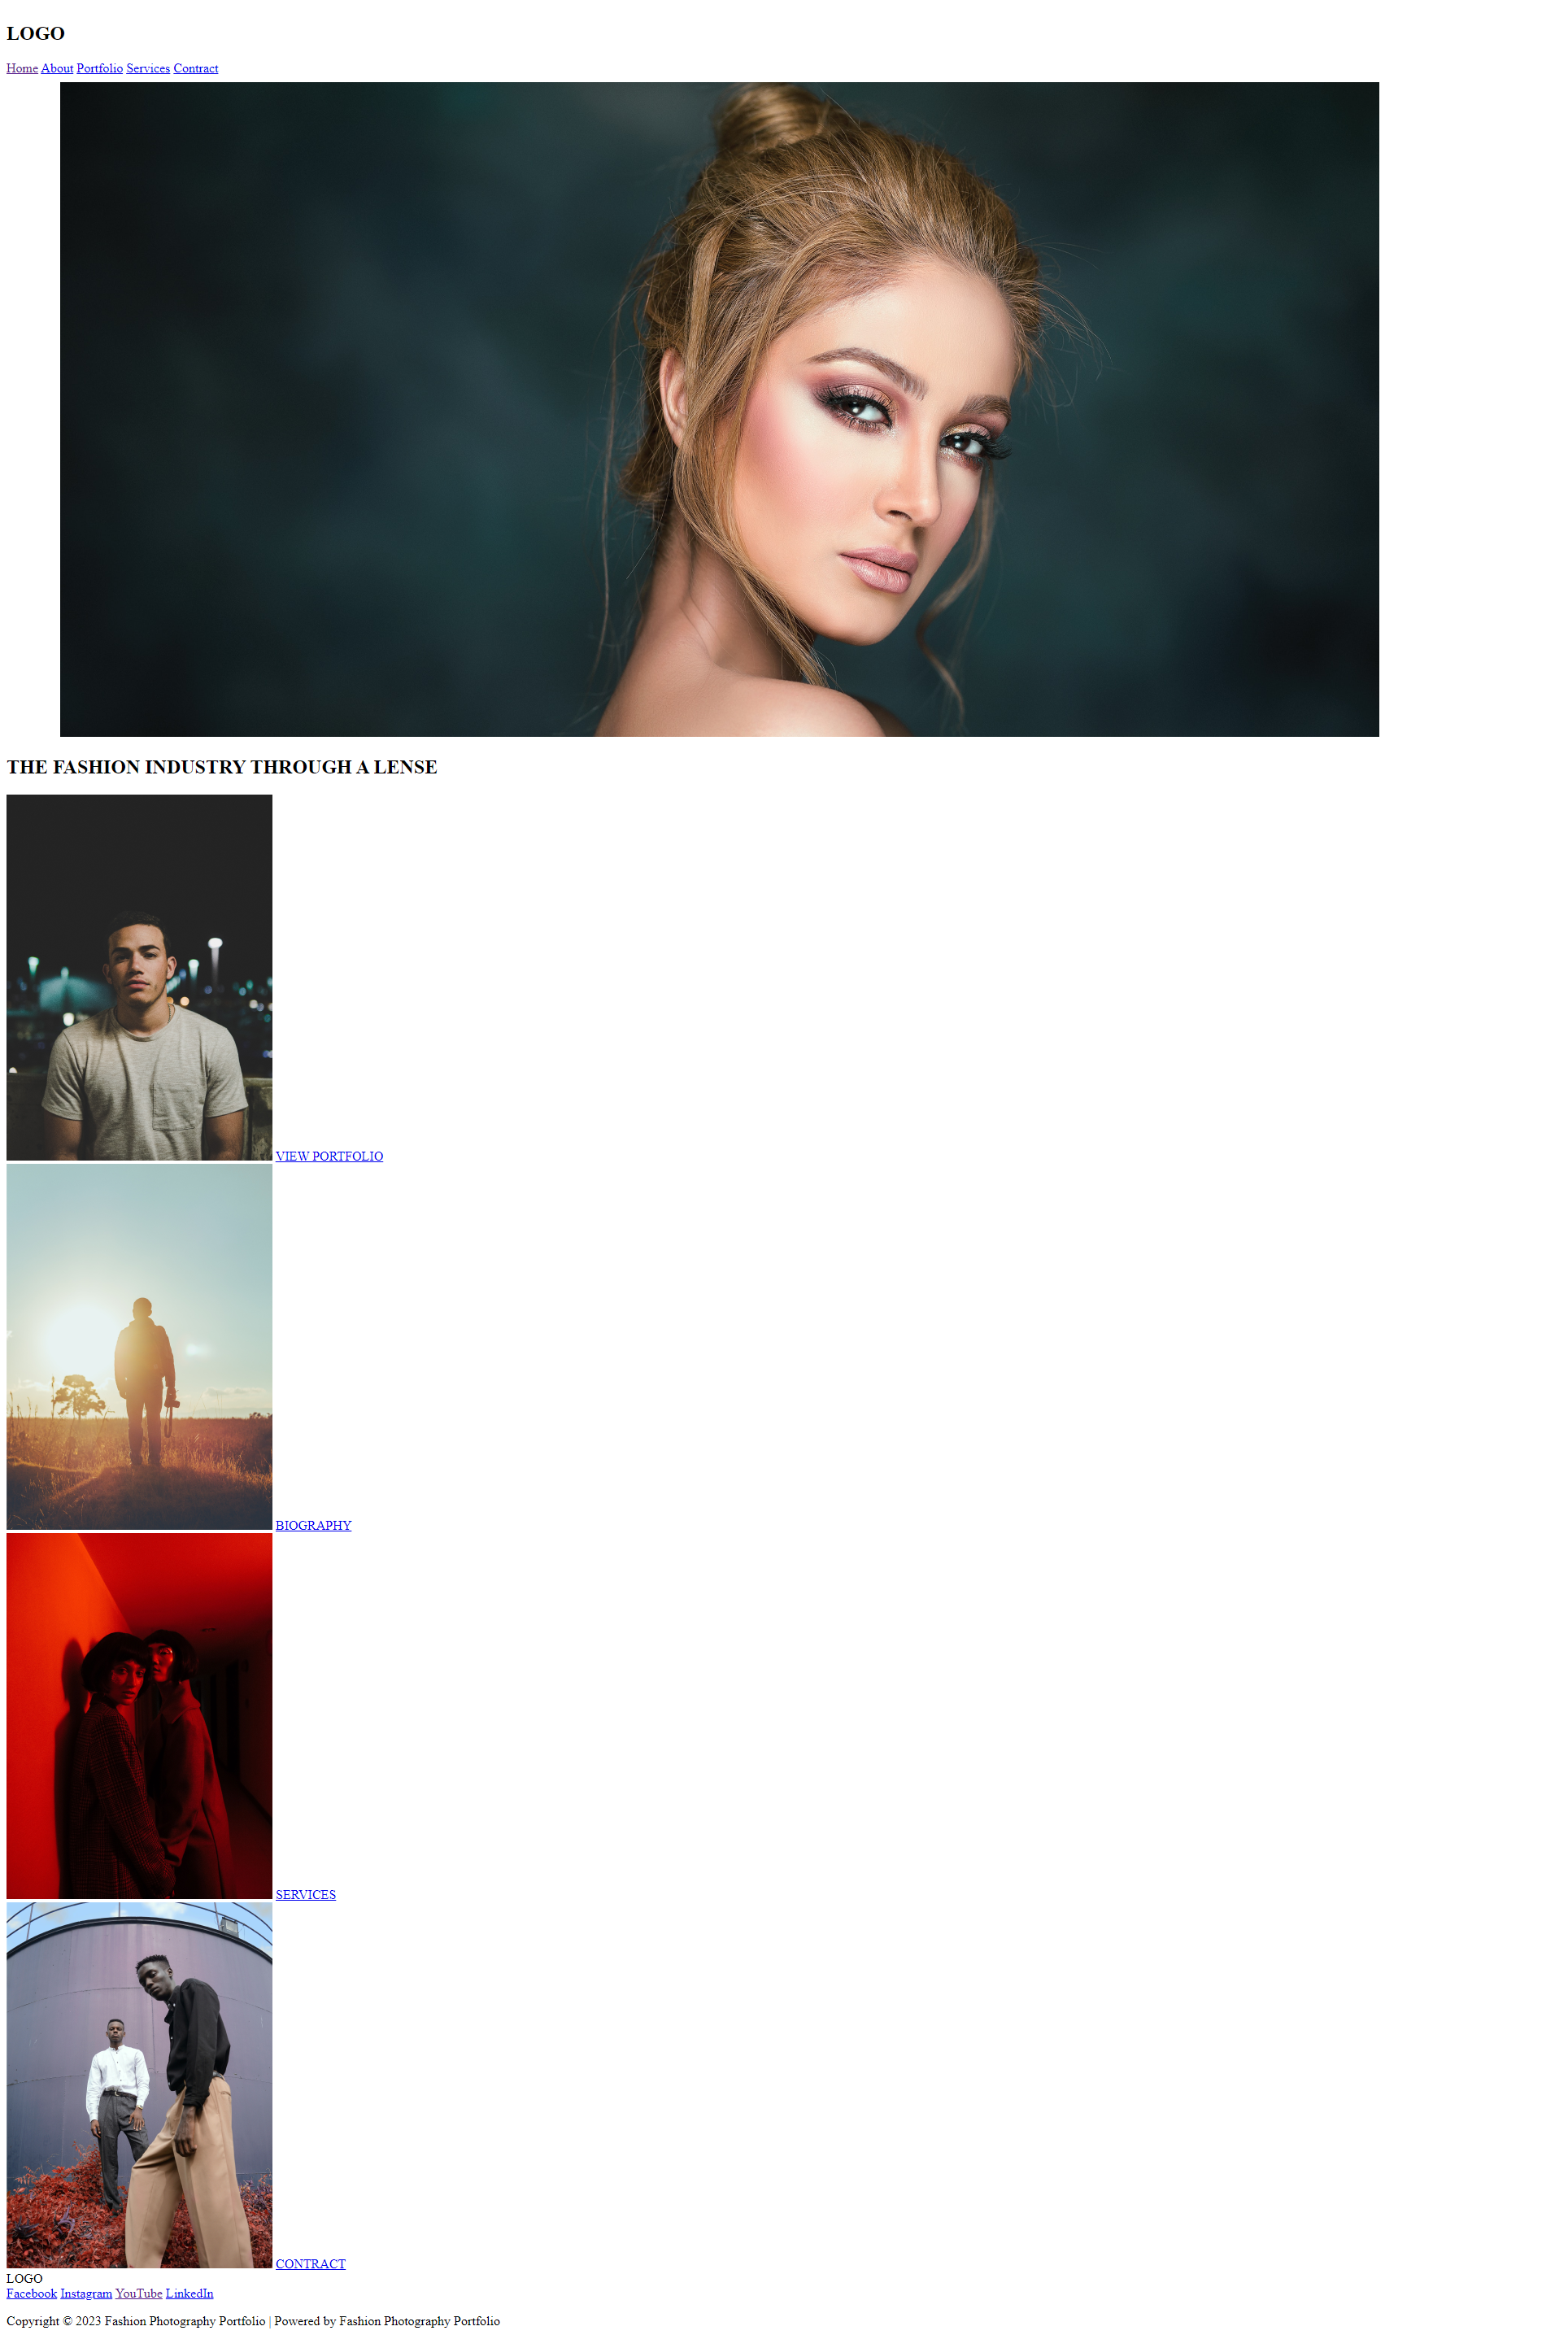 LOGO
Home About Portfolio Services Contract
THE FASHION INDUSTRY THROUGH A LENSE
VIEW PORTFOLIO
BIOGRAPHY
SERVICES
CONTRACT
LOGO
Facebook Instagram YouTube LinkedIn
Copyright © 2023 Fashion Photography Portfolio | Powered by Fashion Photography Portfolio